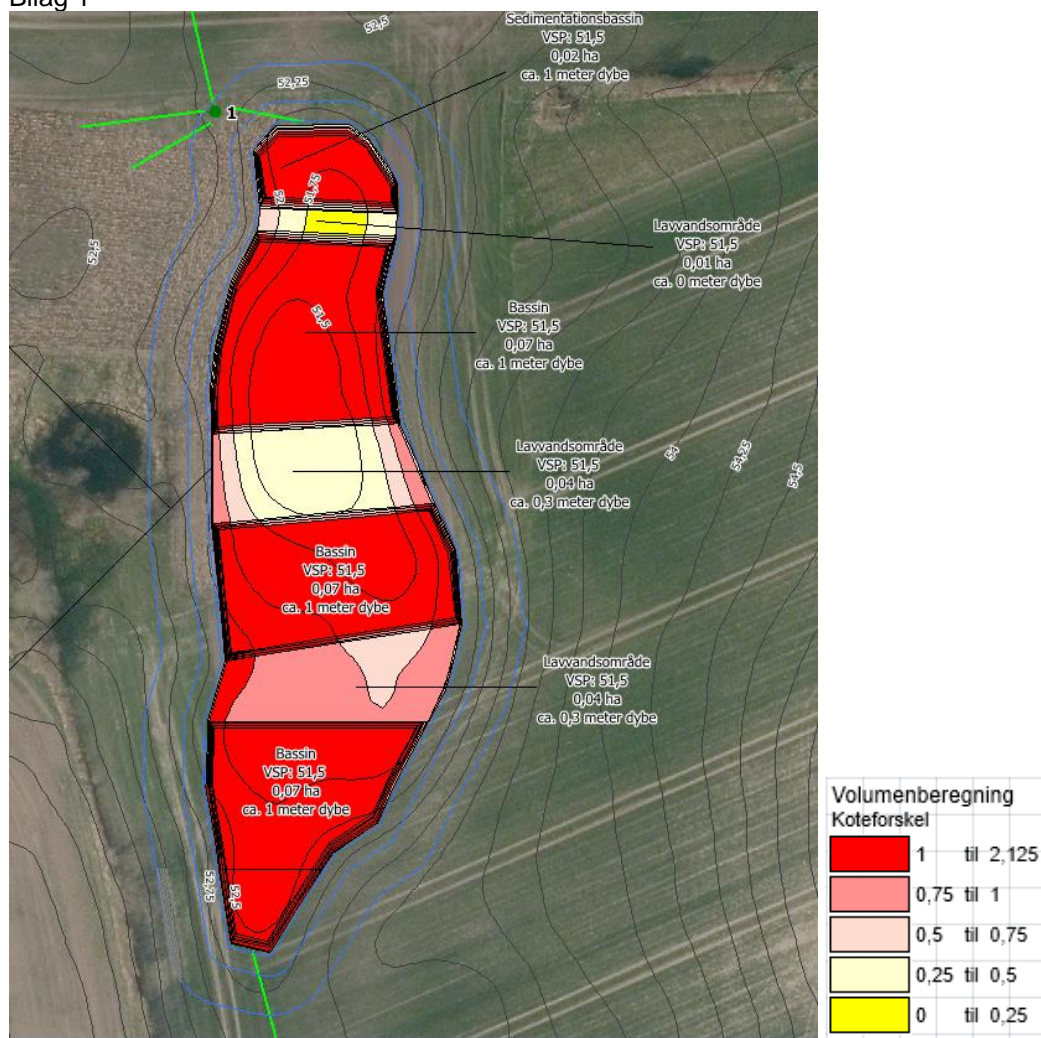 Bilag 1
Sedimentationsbassin
VSP: 51,5
0,02 ha
ca. 1 meter dybe
52,5
52,25
1
51,75
52
52,5
Lavvandsområde
VSP: 51,5
0,01 ha
ca. 0 meter dybe
51,5
Bassin
VSP: 51,5
0,07 ha
ca. 1 meter dybe
54
54,25
54,5
Lavvandsområde
VSP: 51,5
0,04 ha
ca. 0,3 meter dybe
Bassin
VSP: 51,5
0,07 ha
ca. 1 meter dybe
Lavvandsområde
VSP: 51,5
0,04 ha
ca. 0,3 meter dybe
Bassin
VSP: 51,5
0,07 ha
ca. 1 meter dybe
52,5
Volumenberegning
Koteforskel
1 til 2,125
0,75 til 1
0,5 til 0,75
0,25 til 0,5
0 til 0,25